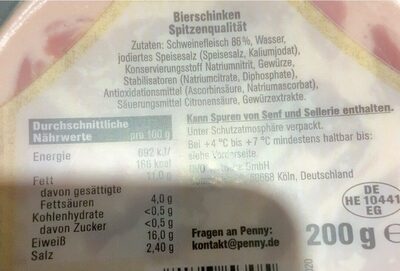 Bierschinken
Spitzenqualität
Zutaten: Schweinefleisch 86%, Wasser,
jodiertes Speisesalz (Speisesalz, Kaliumjodat),
Konservierungsstoff Natriumnitrit, Gewürze,
Stabilisatoren (Natriumcitrate, Diphosphate),
Antioxidationsmittel (Ascorbinsäure, Natriumascorbat),
Säuerungsmittel Citronensäure, Gewürzextrakte.
Kann Spuren von Senf und Sellerie enthalten.
Unter Schutzatmosphäre verpackt.
Bei +4 °C bis +7 °C mindestens haltbar bis:
siehe Vorderseite.
GmbH
Köln, Deutschland
Durchschnittliche
Nährwerte pro 100 g
Energie 692 kJ/
166 kcal
Fett 11,0 g
davon gesättigte
Fettsäuren 4,0 g
Kohlenhydrate <0,5 g
davon Zucker <0,5 g
Eiweiß 16,0 g
Salz 2,40 g
Fragen an Penny:
kontakt@penny.de
DE
HE 10441
EG
200 g e